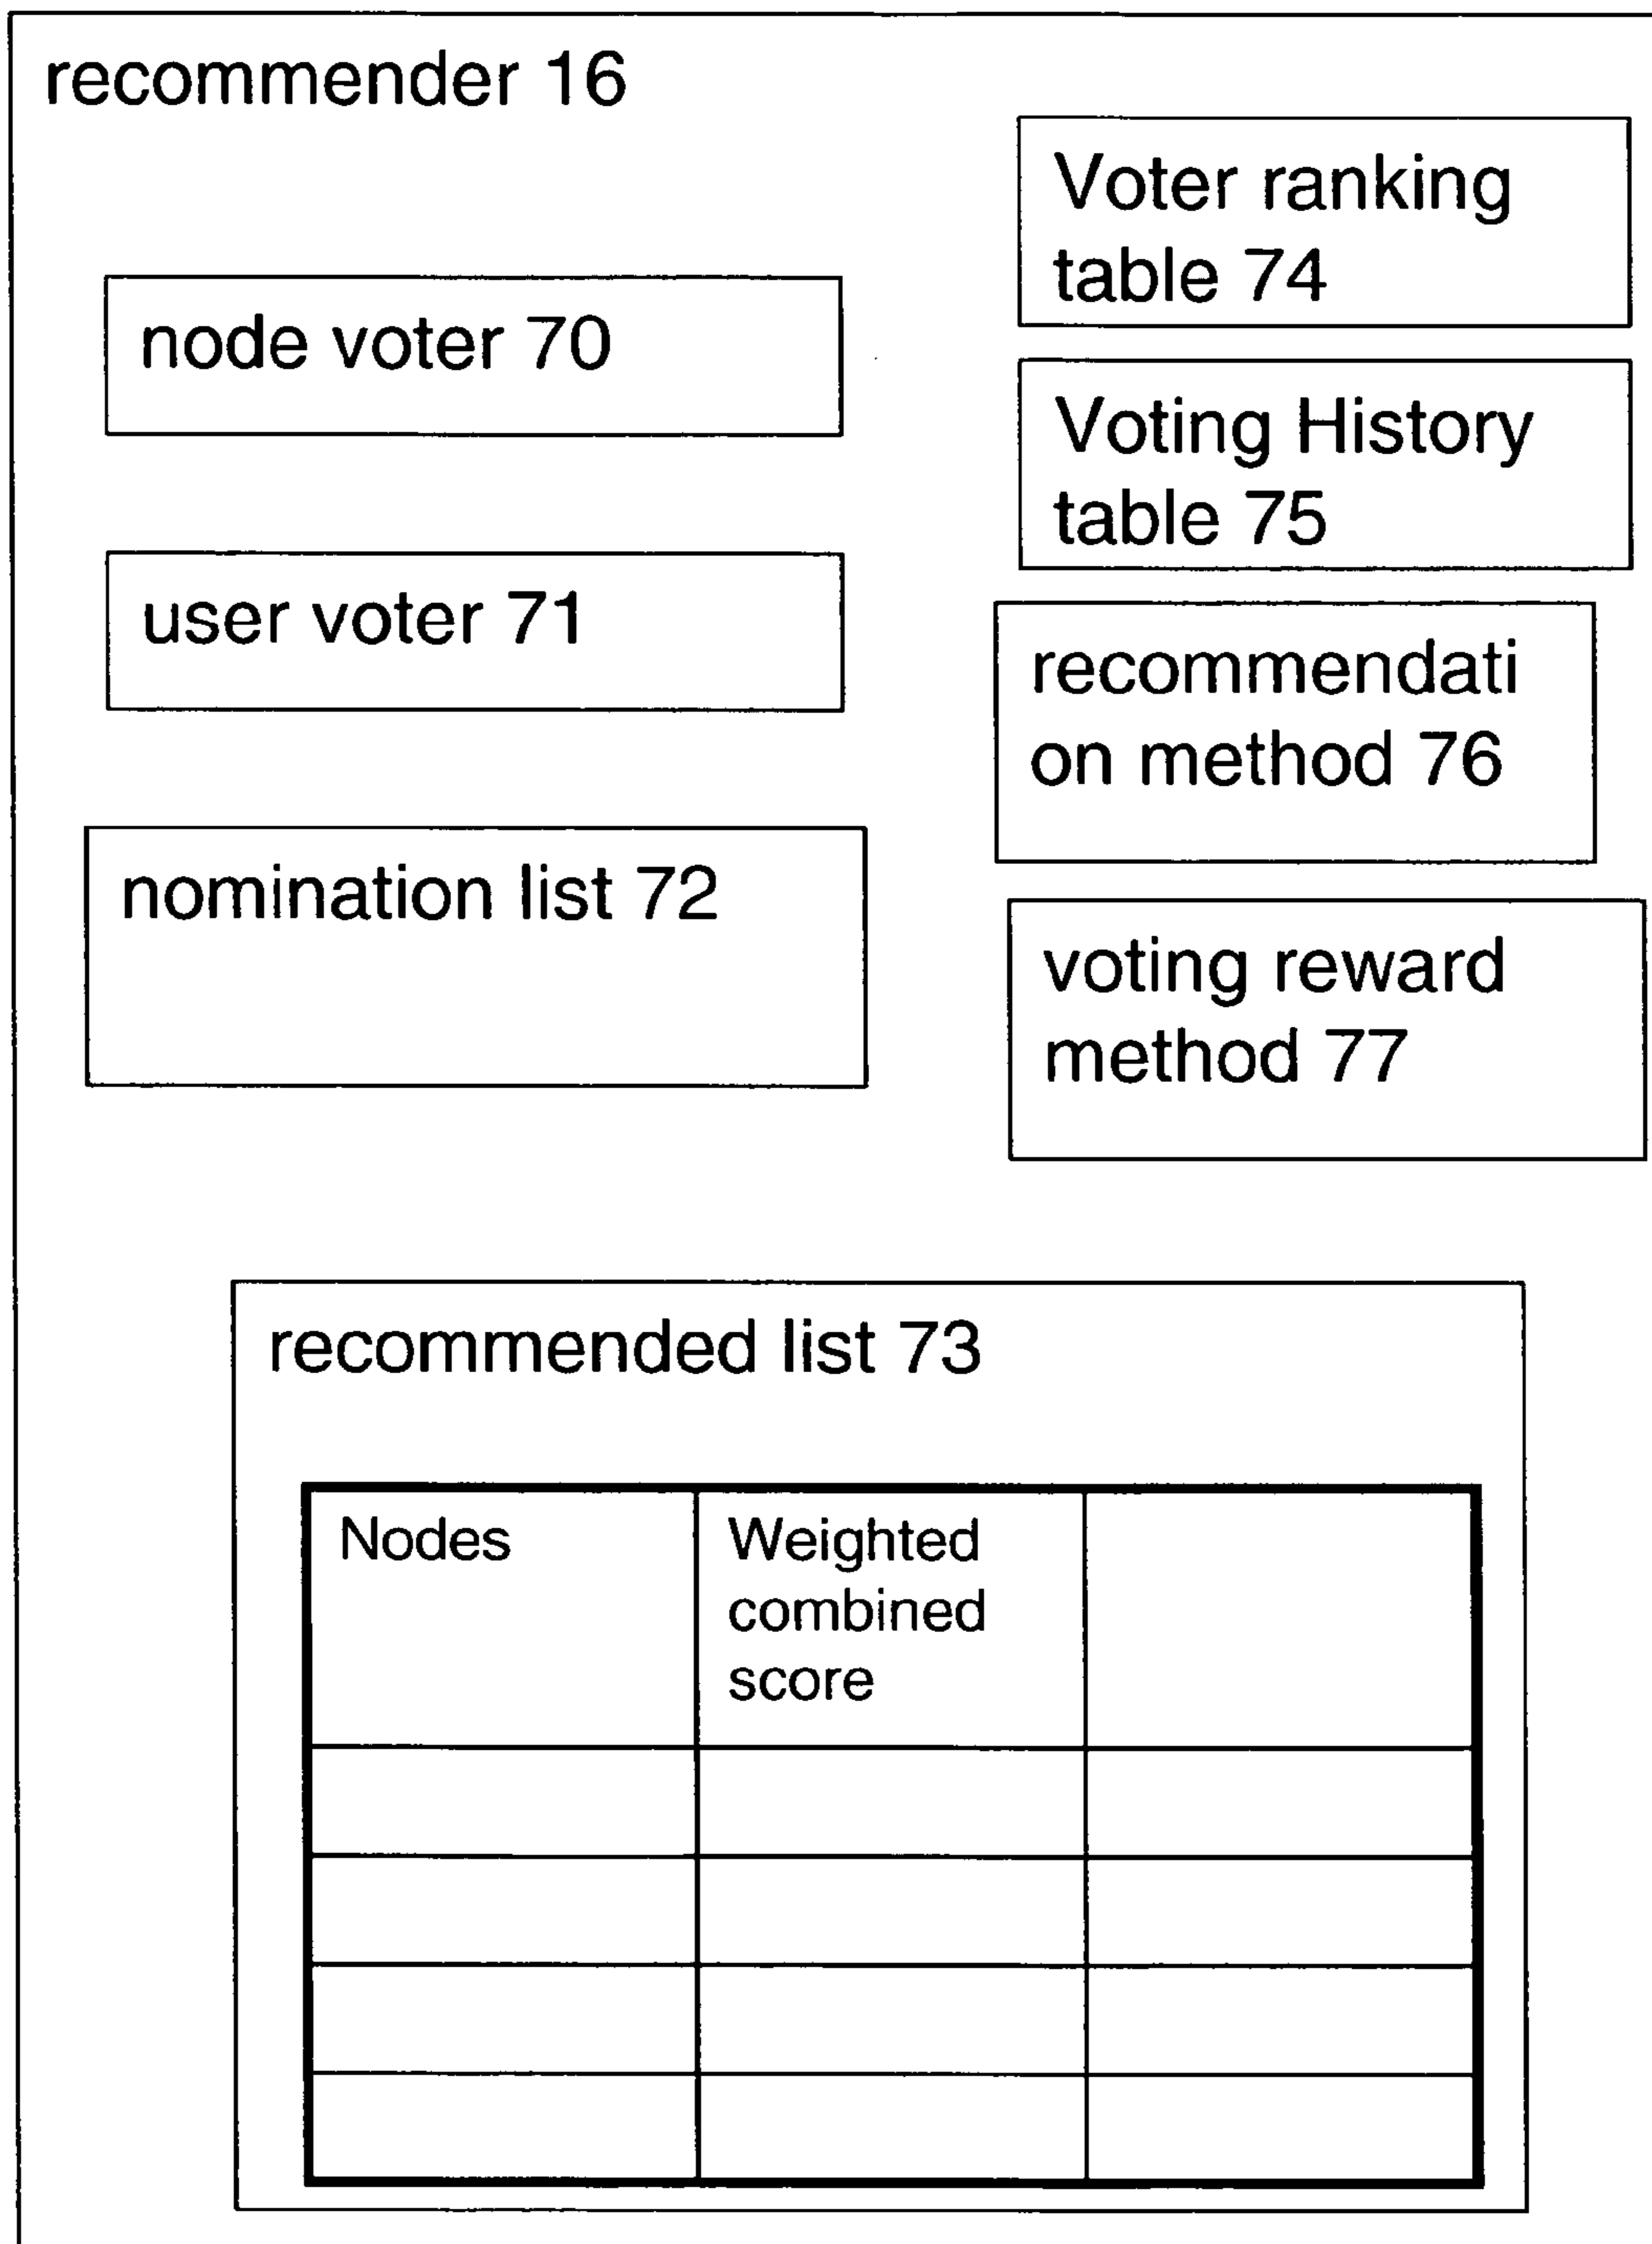 recommender 16
node voter 70
user voter 71
nomination list 72
Voter ranking
table 74
Voting History
table 75
recommendati
on method 76
voting reward
method 77
recommended list 73
Nodes
Weighted
combined
score